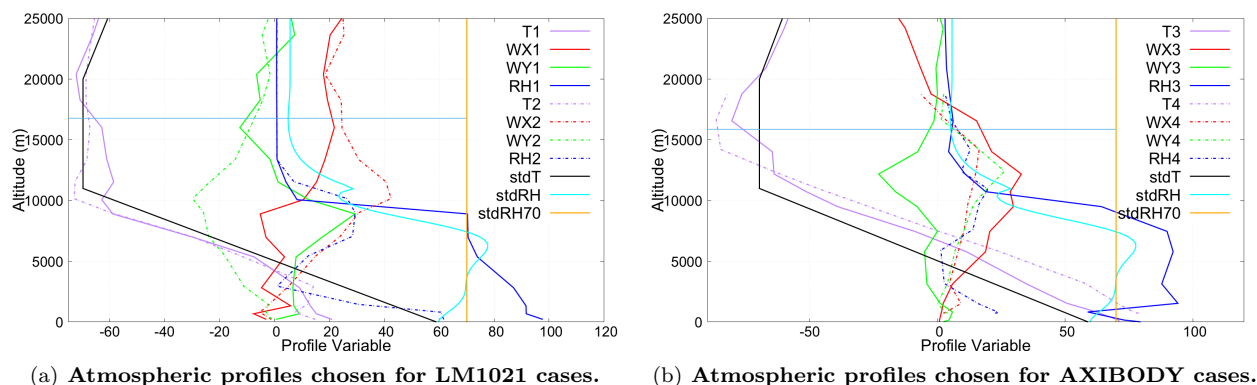 25000
20000
15000
10000
5000
0
Altitude (m)
-60
-40
-20
0
20
40
60
80
100
120
Profile Variable
T1
WX1
WY1
RH1
T2
WX2
WY2
RH2
stdT
stdRH
stdRH70
(a) Atmospheric profiles chosen for LM1021 cases.
25000
20000
15000
10000
5000
0
Altitude (m)
-50
0
50
100
Profile Variable
T3
WX3
WY3
RH3
T4
WX4
WY4
RH4
stdT
stdRH
stdRH70
(b) Atmospheric profiles chosen for AXIBODY cases